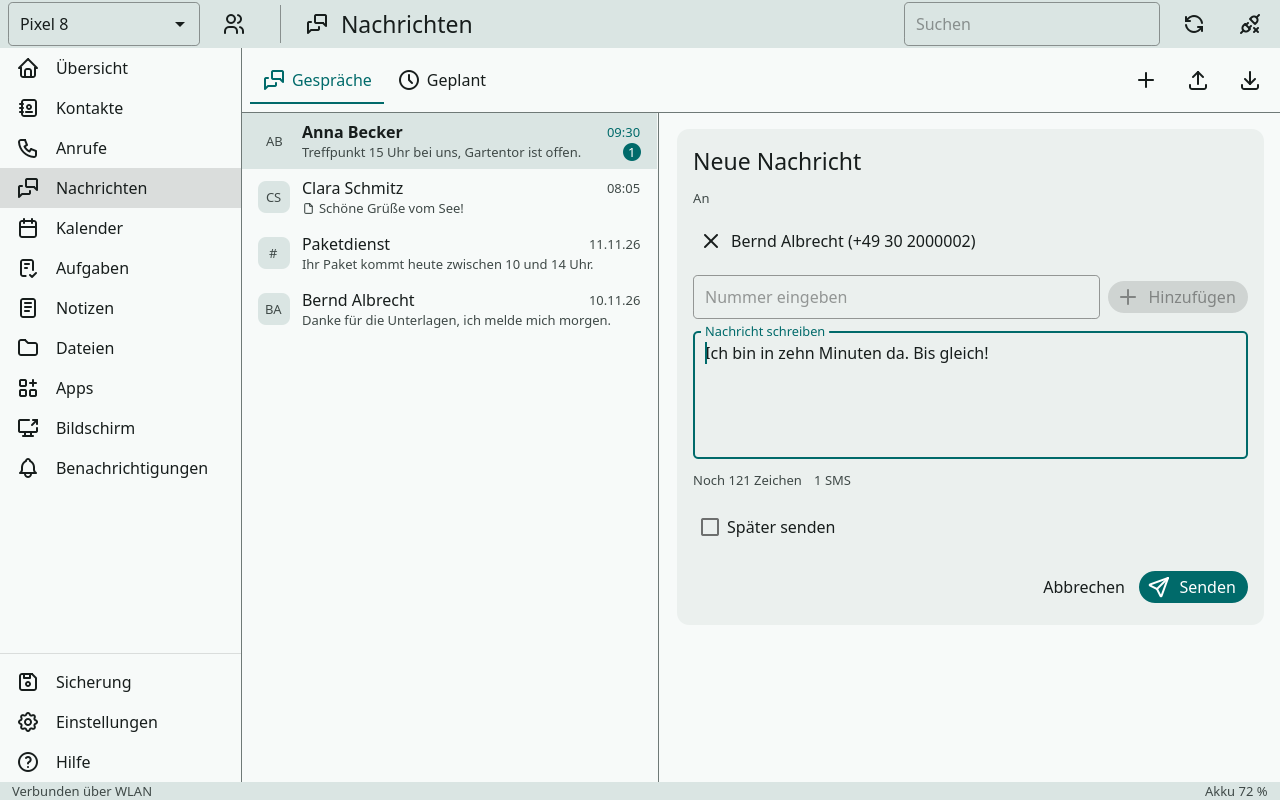 Pixel 8
Nachrichten
Suchen
Übersicht
Kontakte
Anrufe
Nachrichten
Kalender
Aufgaben
Notizen
Dateien
Apps
Bildschirm
Benachrichtigungen
Sicherung
Einstellungen
Hilfe
Gespräche
Geplant
AB
Anna Becker
09:30
Treffpunkt 15 Uhr bei uns, Gartentor ist offen.
1
CS
Clara Schmitz
08:05
Schöne Grüße vom See!
#
Paketdienst
11.11.26
Ihr Paket kommt heute zwischen 10 und 14 Uhr.
BA
Bernd Albrecht
10.11.26
Danke für die Unterlagen, ich melde mich morgen.
Neue Nachricht
An
Bernd Albrecht (+49 30 2000002)
Nummer eingeben
Hinzufügen
Nachricht schreiben
Ich bin in zehn Minuten da. Bis gleich!
Noch 121 Zeichen 1 SMS
Später senden
Abbrechen
Senden
Verbunden über WLAN
Akku 72 %